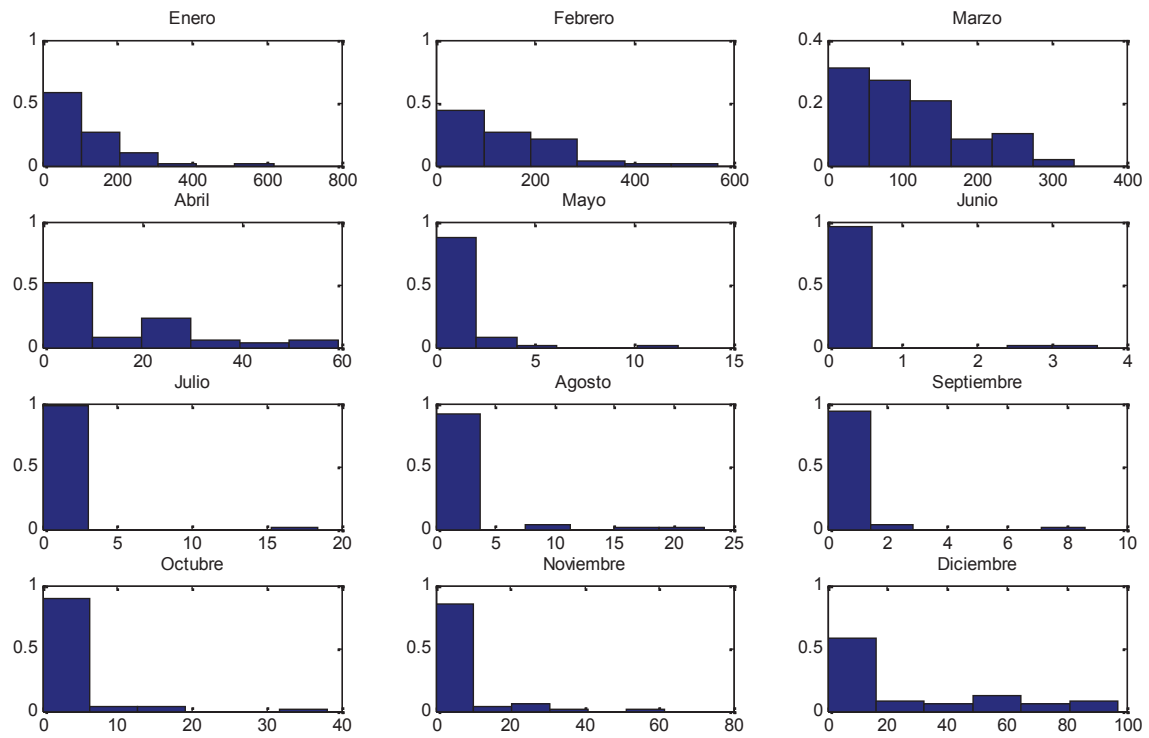 Enero
Febrero
Marzo
1
0.5
0
0 200 400 600 800
1
0.5
0
0 200 400 600
0.4
0.2
0
0 100 200 300 400
Abril
Mayo
Junio
1
0.5
0
0 20 40 60
1
0.5
0
0 5 10 15
1
0.5
0
0 1 2 3 4
Julio
Agosto
Septiembre
1
0.5
0
0 5 10 15 20
1
0.5
0
0 5 10 15 20 25
1
0.5
0
0 2 4 6 8 10
Octubre
Noviembre
Diciembre
1
0.5
0
0 10 20 30 40
1
0.5
0
0 20 40 60 80
1
0.5
0
0 20 40 60 80 100